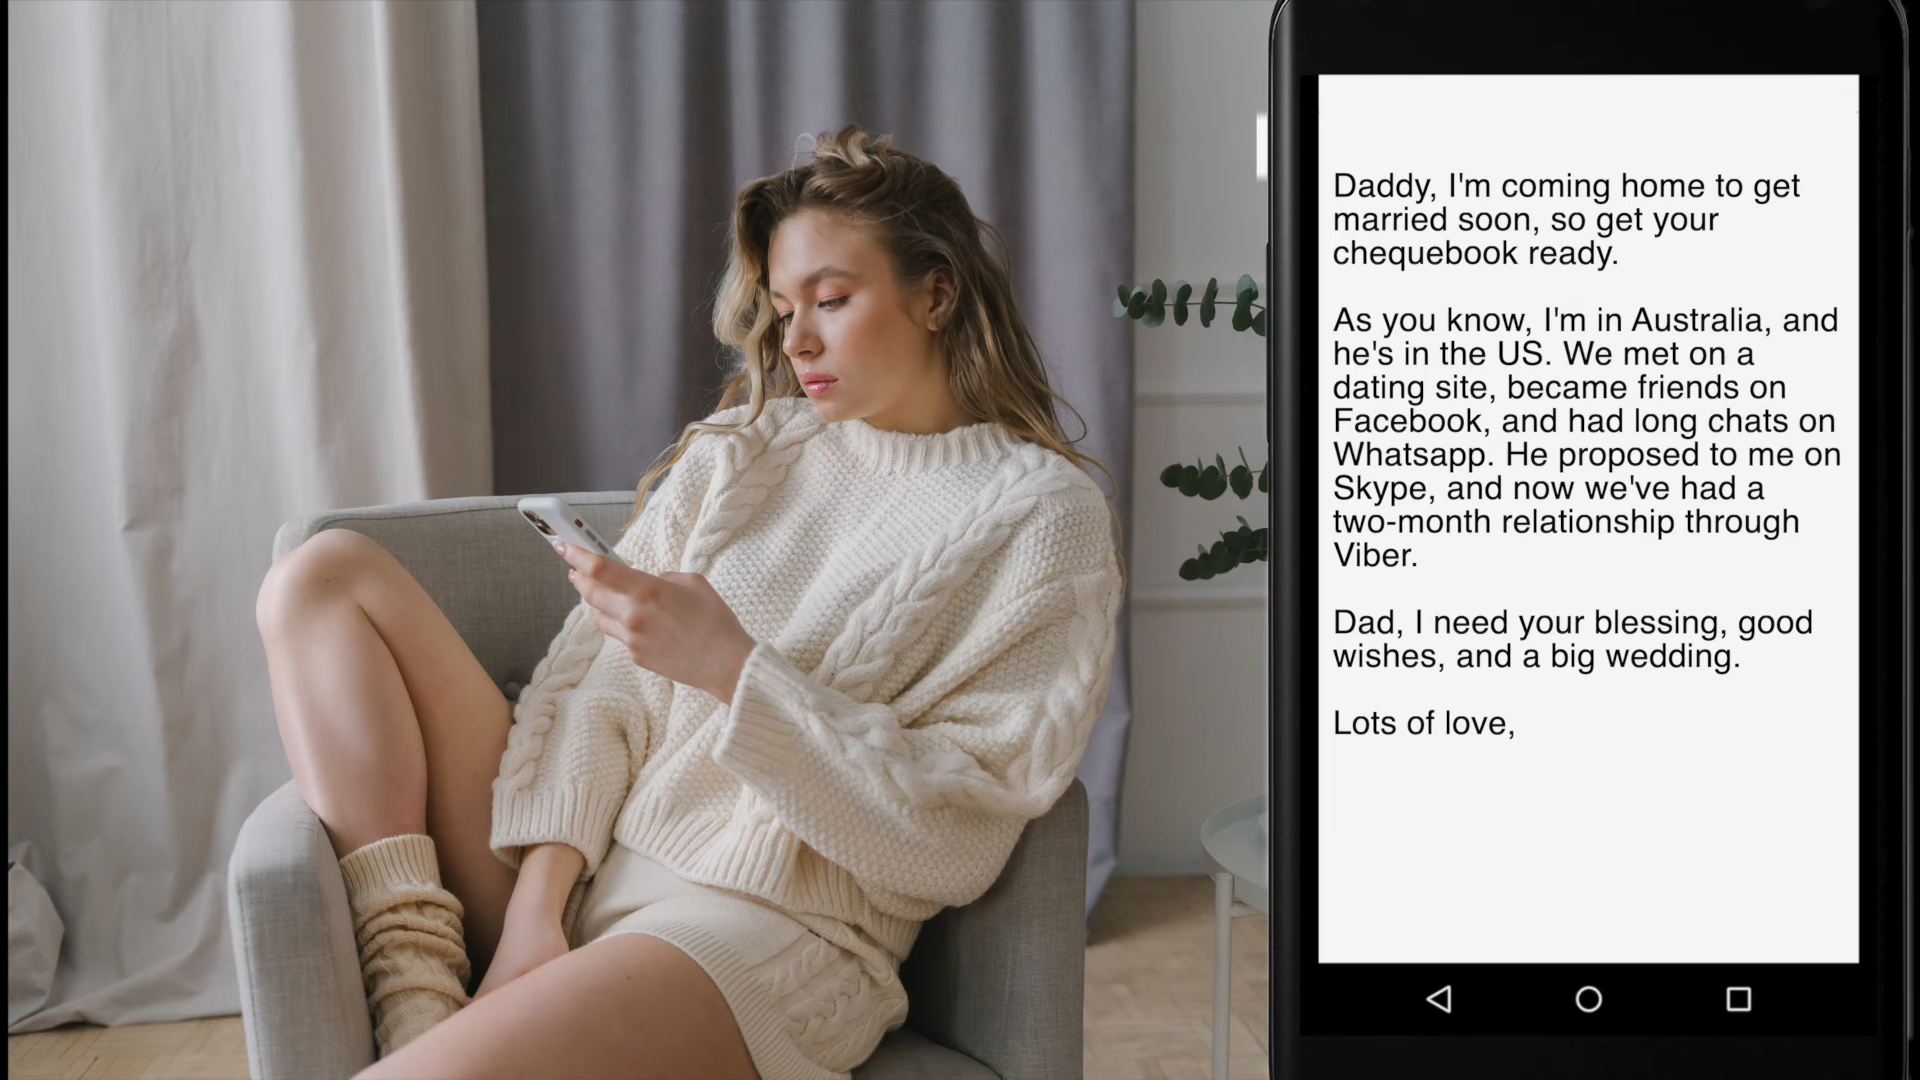 Daddy, I'm coming home to get
married soon, so get your
chequebook ready.
As you know, I'm in Australia, and
he's in the US. We met on a
dating site, became friends on
Facebook, and had long chats on
Whatsapp. He proposed to me on
Skype, and now we've had a
two-month relationship through
Viber.
Dad, I need your blessing, good
wishes, and a big wedding.
Lots of love,